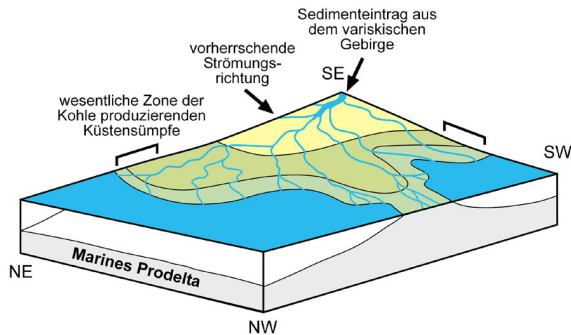 Sedimenteintrag aus
dem variskischen
Gebirge
vorherrschende
Strömungs-
richtung
SE
wesentliche Zone der
Kohle produzierenden
Küstensümpfe
SW
Marines Prodelta
NE
NW